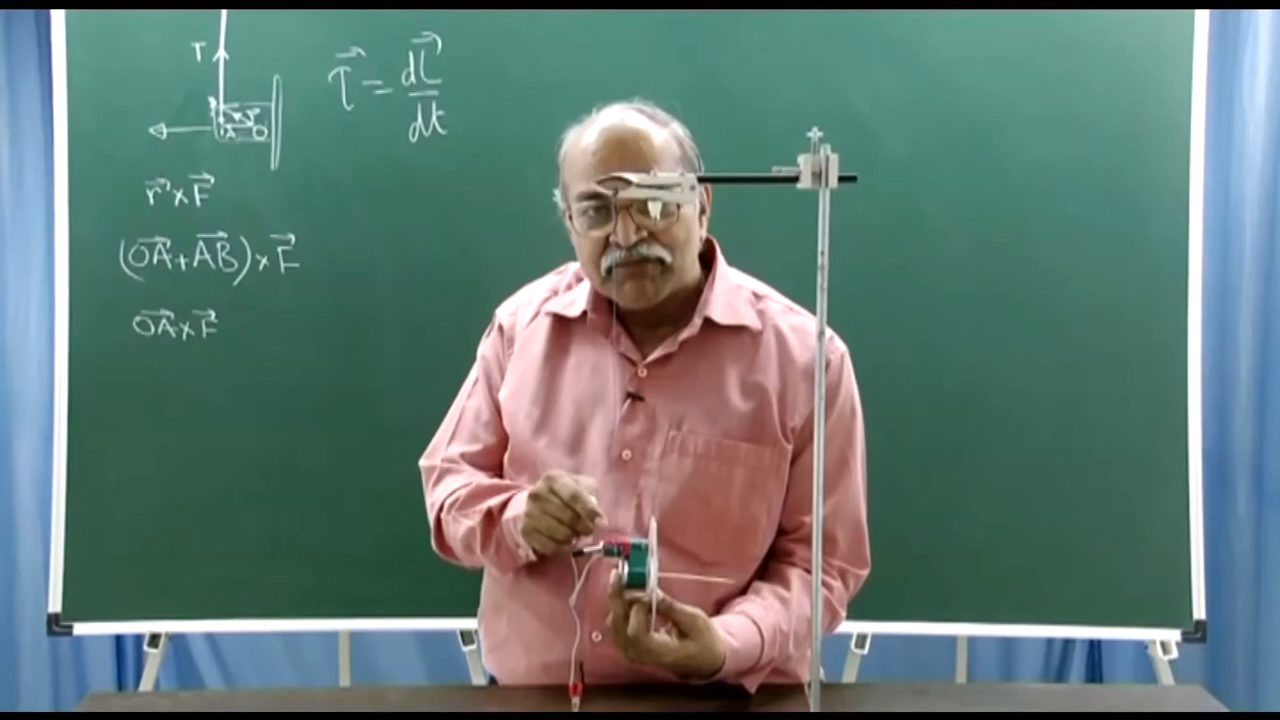 T
τ⃗ = dL⃗/dt
r⃗ × F⃗
(OA⃗ + AB⃗) × F⃗
OA⃗ × F⃗